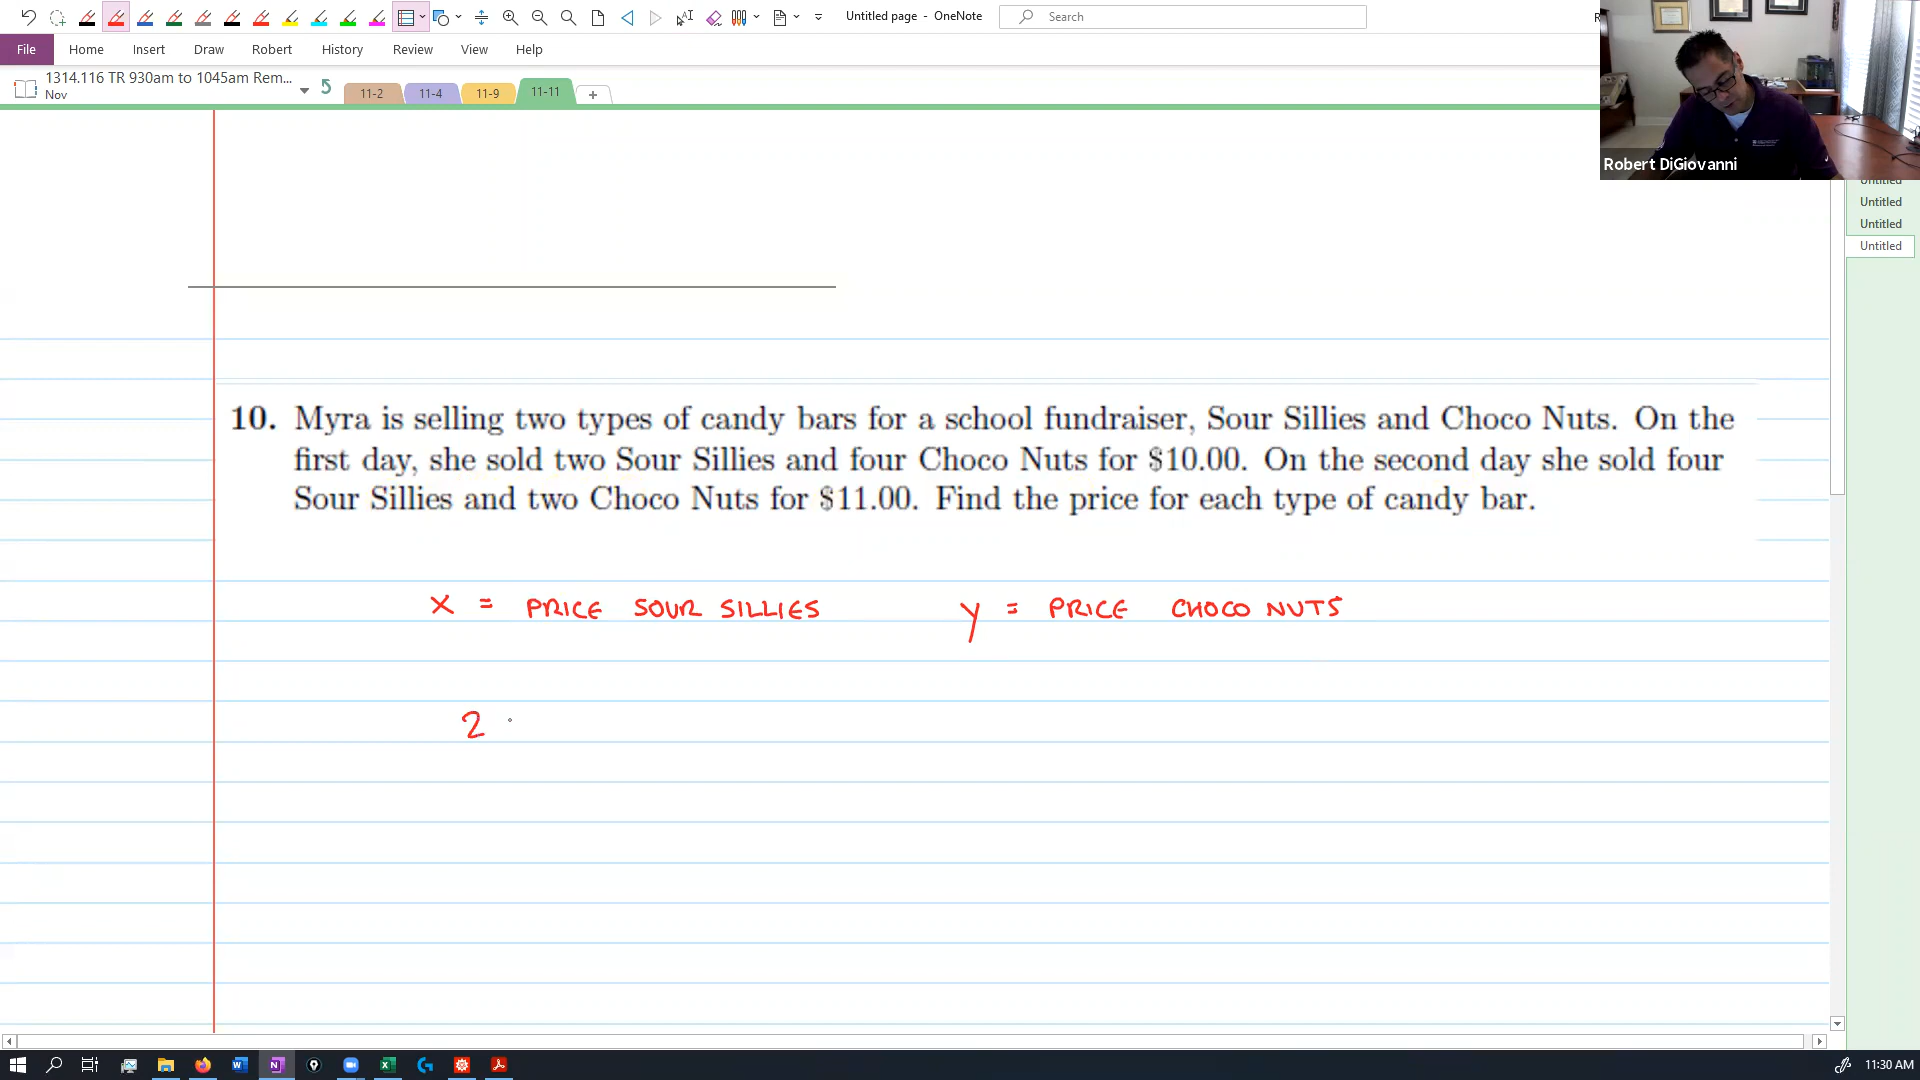 Untitled page - OneNote
Search
R
File Home Insert Draw Robert History Review View Help
1314.116 TR 930am to 1045am Rem...
Nov
11-2 11-4 11-9 11-11
Robert DiGiovanni
Untitled
Untitled
Untitled
Untitled
10. Myra is selling two types of candy bars for a school fundraiser, Sour Sillies and Choco Nuts. On the
first day, she sold two Sour Sillies and four Choco Nuts for $10.00. On the second day she sold four
Sour Sillies and two Choco Nuts for $11.00. Find the price for each type of candy bar.
X = PRICE SOUR SILLIES y = PRICE CHOCO NUTS
2
11:30 AM